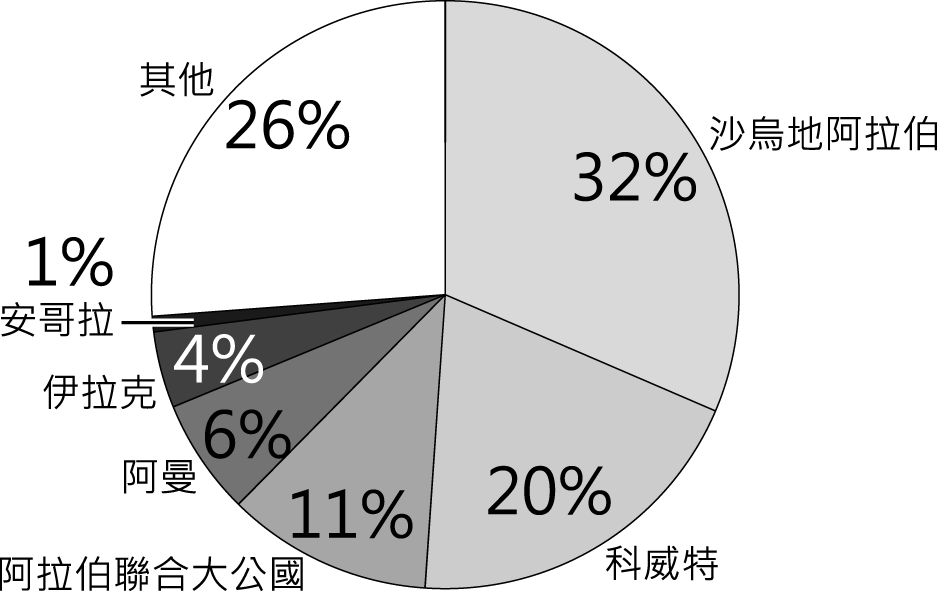 其他
26%
沙烏地阿拉伯
32%
1%
安哥拉
4%
伊拉克
6%
阿曼
20%
11%
科威特
阿拉伯聯合大公國